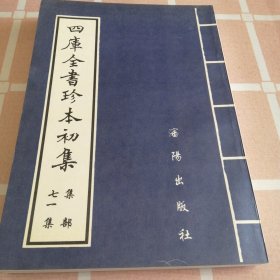 四庫全書珍本初集
集部
七一集
瀋陽出版社